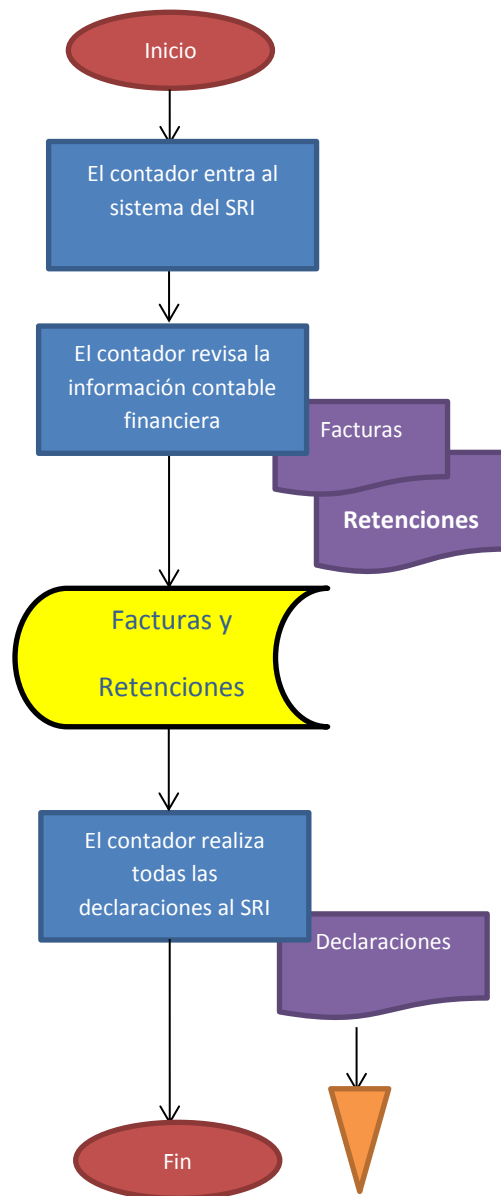 Inicio
El contador entra al
sistema del SRI
El contador revisa la
información contable
financiera
Facturas
Retenciones
Facturas y
Retenciones
El contador realiza
todas las
declaraciones al SRI
Declaraciones
Fin